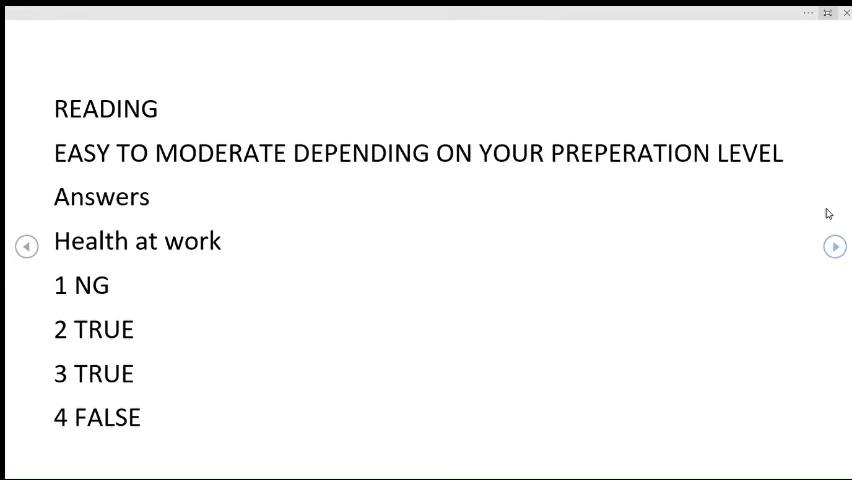 READING
EASY TO MODERATE DEPENDING ON YOUR PREPERATION LEVEL
Answers
Health at work
1 NG
2 TRUE
3 TRUE
4 FALSE